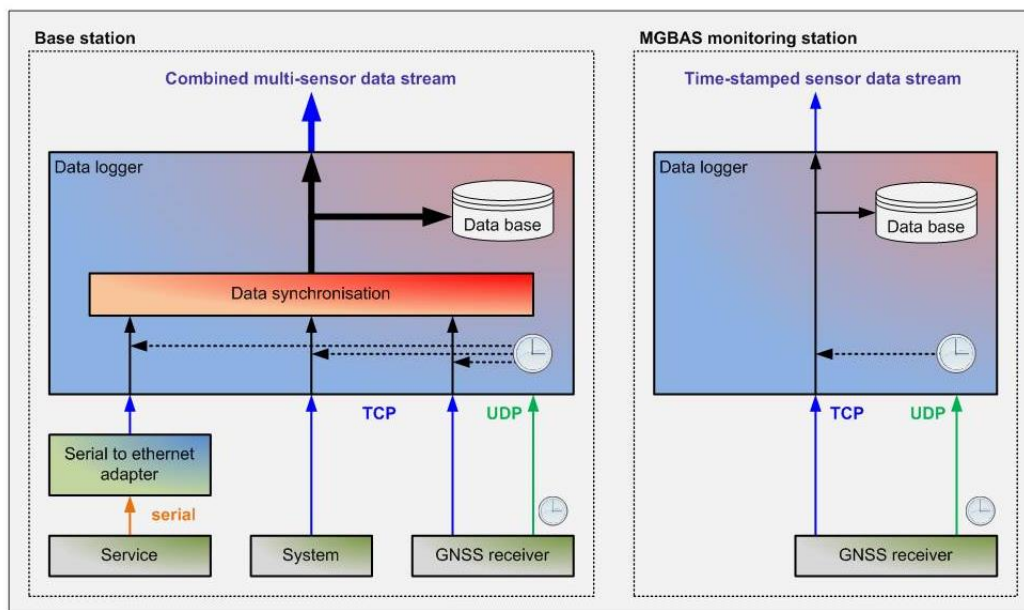 Base station
Combined multi-sensor data stream
Data logger
Data base
Data synchronisation
TCP
UDP
Serial to ethernet
adapter
serial
Service
System
GNSS receiver
MGBAS monitoring station
Time-stamped sensor data stream
Data logger
Data base
TCP
UDP
GNSS receiver